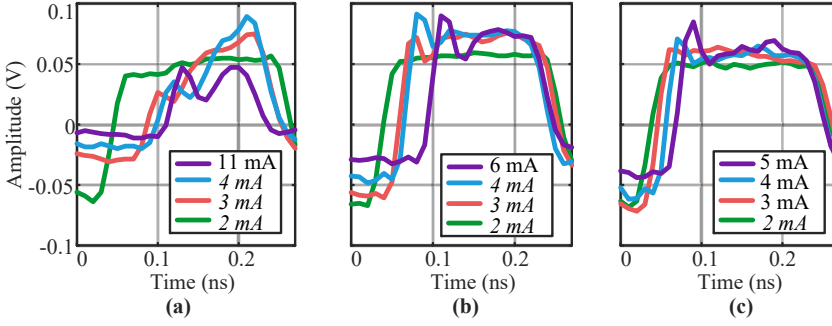 0.1
0.05
0
-0.05
-0.1
Amplitude (V)
11 mA
4 mA
3 mA
2 mA
0 0.1 0.2
Time (ns)
(a)
6 mA
4 mA
3 mA
2 mA
0 0.1 0.2
Time (ns)
(b)
5 mA
4 mA
3 mA
2 mA
0 0.1 0.2
Time (ns)
(c)